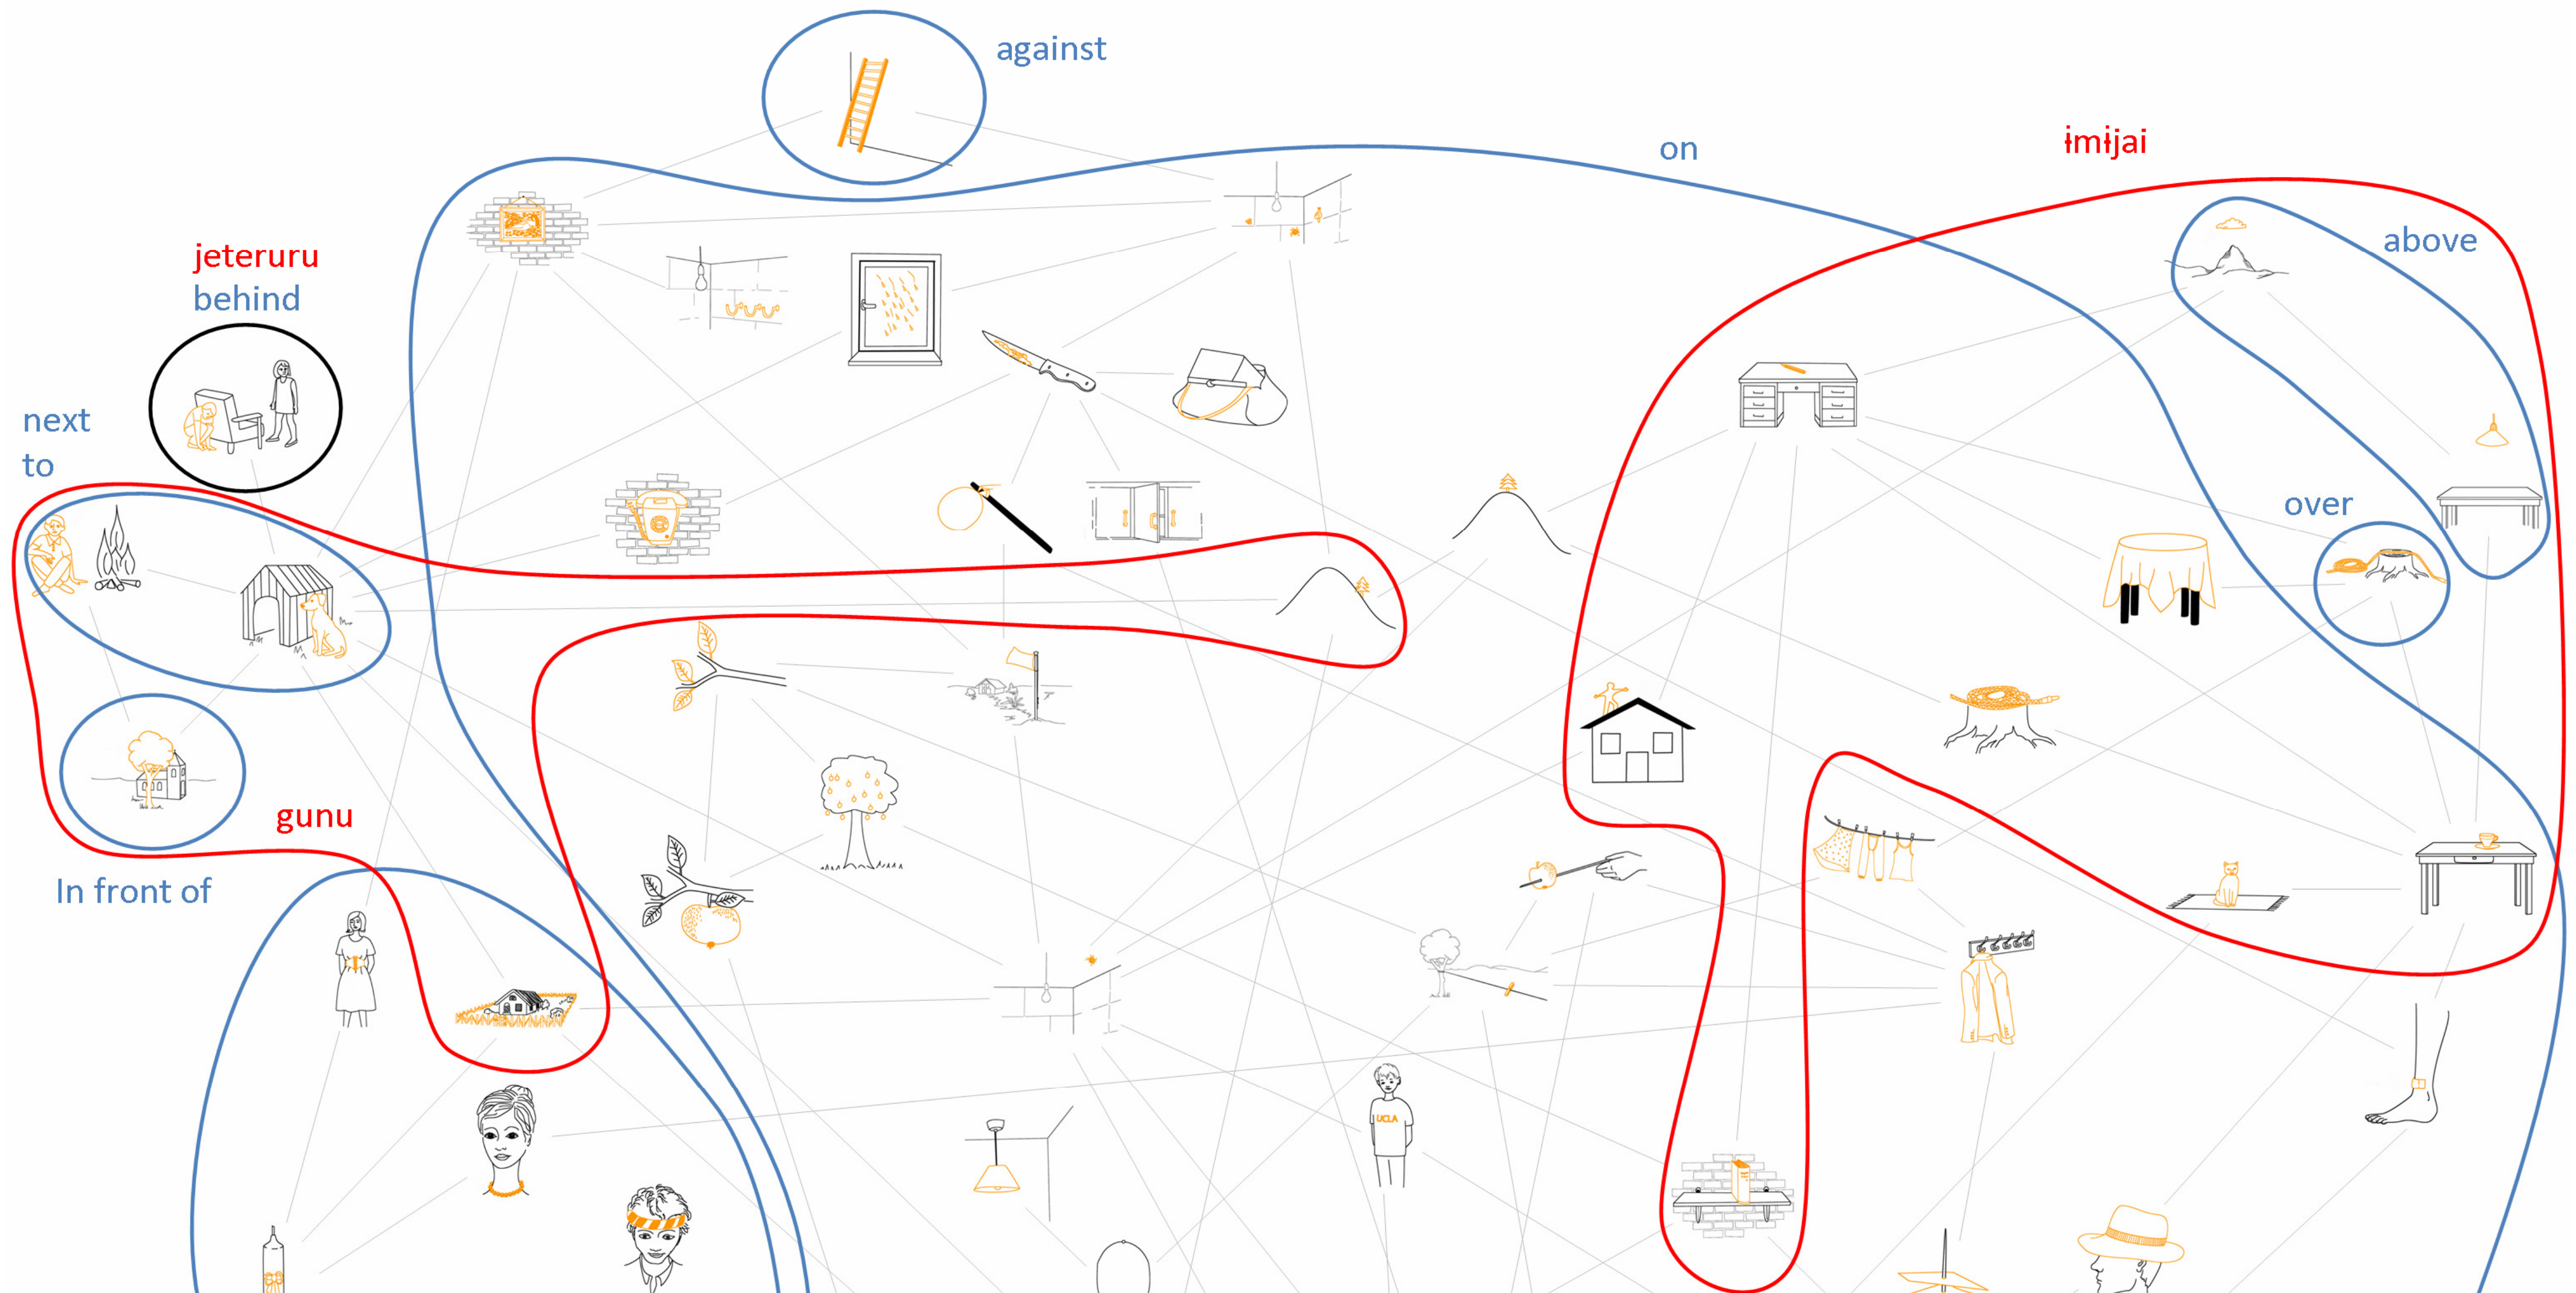 against
on
ɨmɨjai
above
jeteruru
behind
next
to
over
gunu
In front of
UCLA